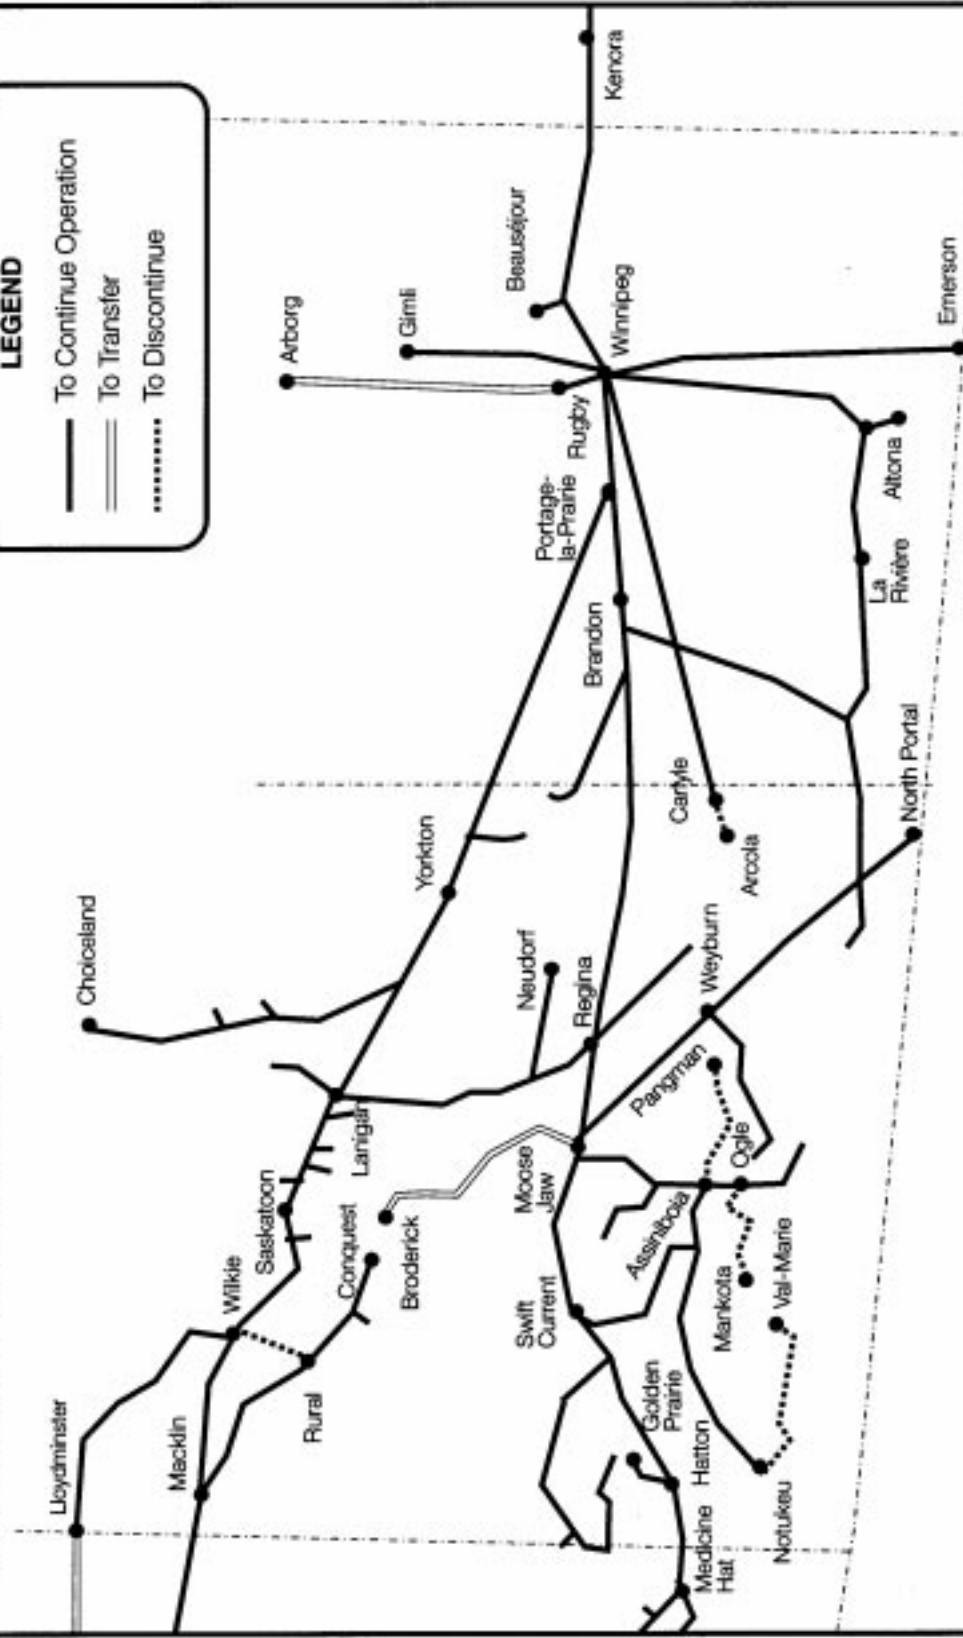 LEGEND
To Continue Operation
To Transfer
To Discontinue
Lloydminster
Macklin
Wilkie
Rural
Saskatoon
Conquest
Broderick
Lanigan
Choiceland
Yorkton
Neudorf
Regina
Moose
Jaw
Swift
Current
Golden
Prairie
Hatton
Medicine
Hat
Notukeu
Val-Marie
Mankota
Assiniboia
Ogle
Pangman
Weyburn
Arcola
Carlyle
North Portal
Brandon
Portage-
la-Prairie
Rugby
Winnipeg
Arborg
Gimli
Beauséjour
Kenora
La
Rivière
Altona
Emerson